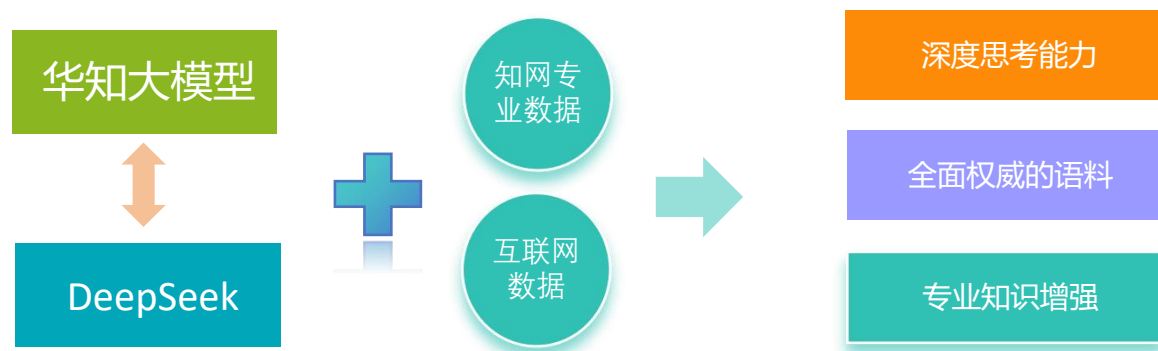 华知大模型
DeepSeek
知网专
业数据
互联网
数据
深度思考能力
全面权威的语料
专业知识增强